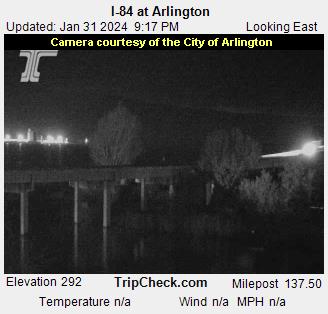 I-84 at Arlington
Updated: Jan 31 2024 9:17 PM Looking East
Camera courtesy of the City of Arlington
Elevation 292 TripCheck.com Milepost 137.50
Temperature n/a Wind n/a MPH n/a